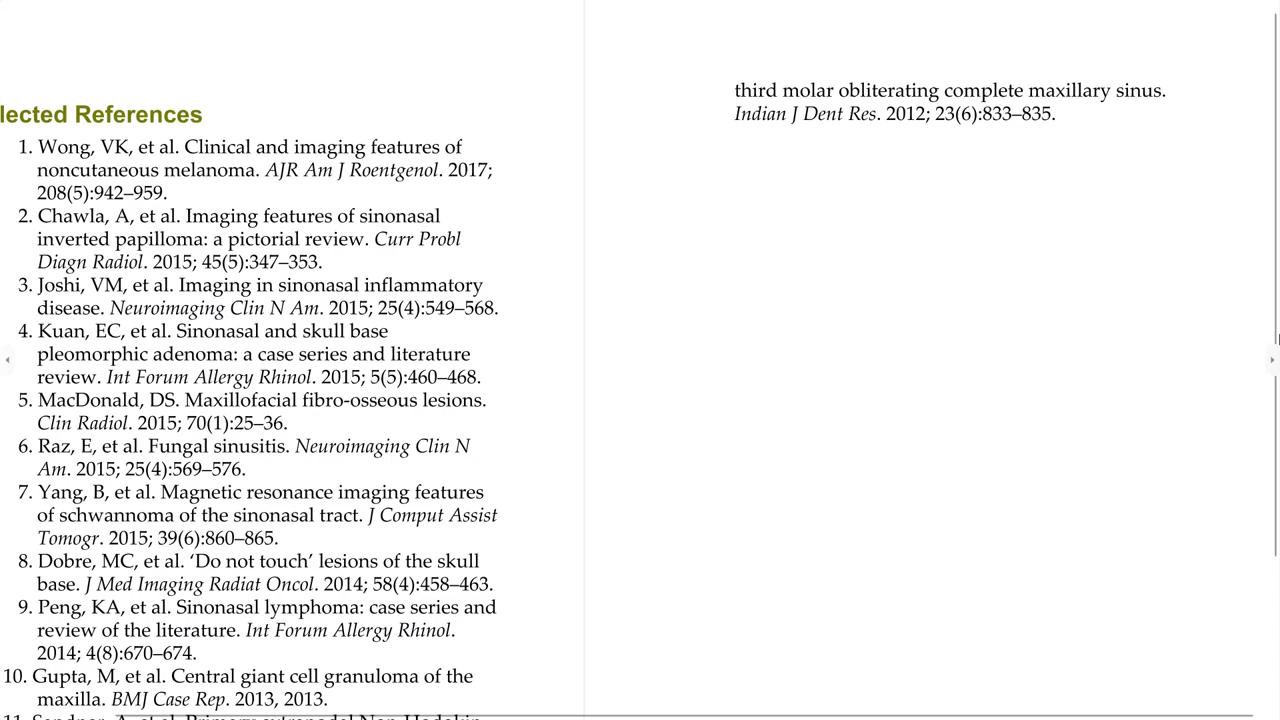 lected References
1. Wong, VK, et al. Clinical and imaging features of
noncutaneous melanoma. AJR Am J Roentgenol. 2017;
208(5):942–959.
2. Chawla, A, et al. Imaging features of sinonasal
inverted papilloma: a pictorial review. Curr Probl
Diagn Radiol. 2015; 45(5):347–353.
3. Joshi, VM, et al. Imaging in sinonasal inflammatory
disease. Neuroimaging Clin N Am. 2015; 25(4):549–568.
4. Kuan, EC, et al. Sinonasal and skull base
pleomorphic adenoma: a case series and literature
review. Int Forum Allergy Rhinol. 2015; 5(5):460–468.
5. MacDonald, DS. Maxillofacial fibro-osseous lesions.
Clin Radiol. 2015; 70(1):25–36.
6. Raz, E, et al. Fungal sinusitis. Neuroimaging Clin N
Am. 2015; 25(4):569–576.
7. Yang, B, et al. Magnetic resonance imaging features
of schwannoma of the sinonasal tract. J Comput Assist
Tomogr. 2015; 39(6):860–865.
8. Dobre, MC, et al. ‘Do not touch’ lesions of the skull
base. J Med Imaging Radiat Oncol. 2014; 58(4):458–463.
9. Peng, KA, et al. Sinonasal lymphoma: case series and
review of the literature. Int Forum Allergy Rhinol.
2014; 4(8):670–674.
10. Gupta, M, et al. Central giant cell granuloma of the
maxilla. BMJ Case Rep. 2013, 2013.
third molar obliterating complete maxillary sinus.
Indian J Dent Res. 2012; 23(6):833–835.